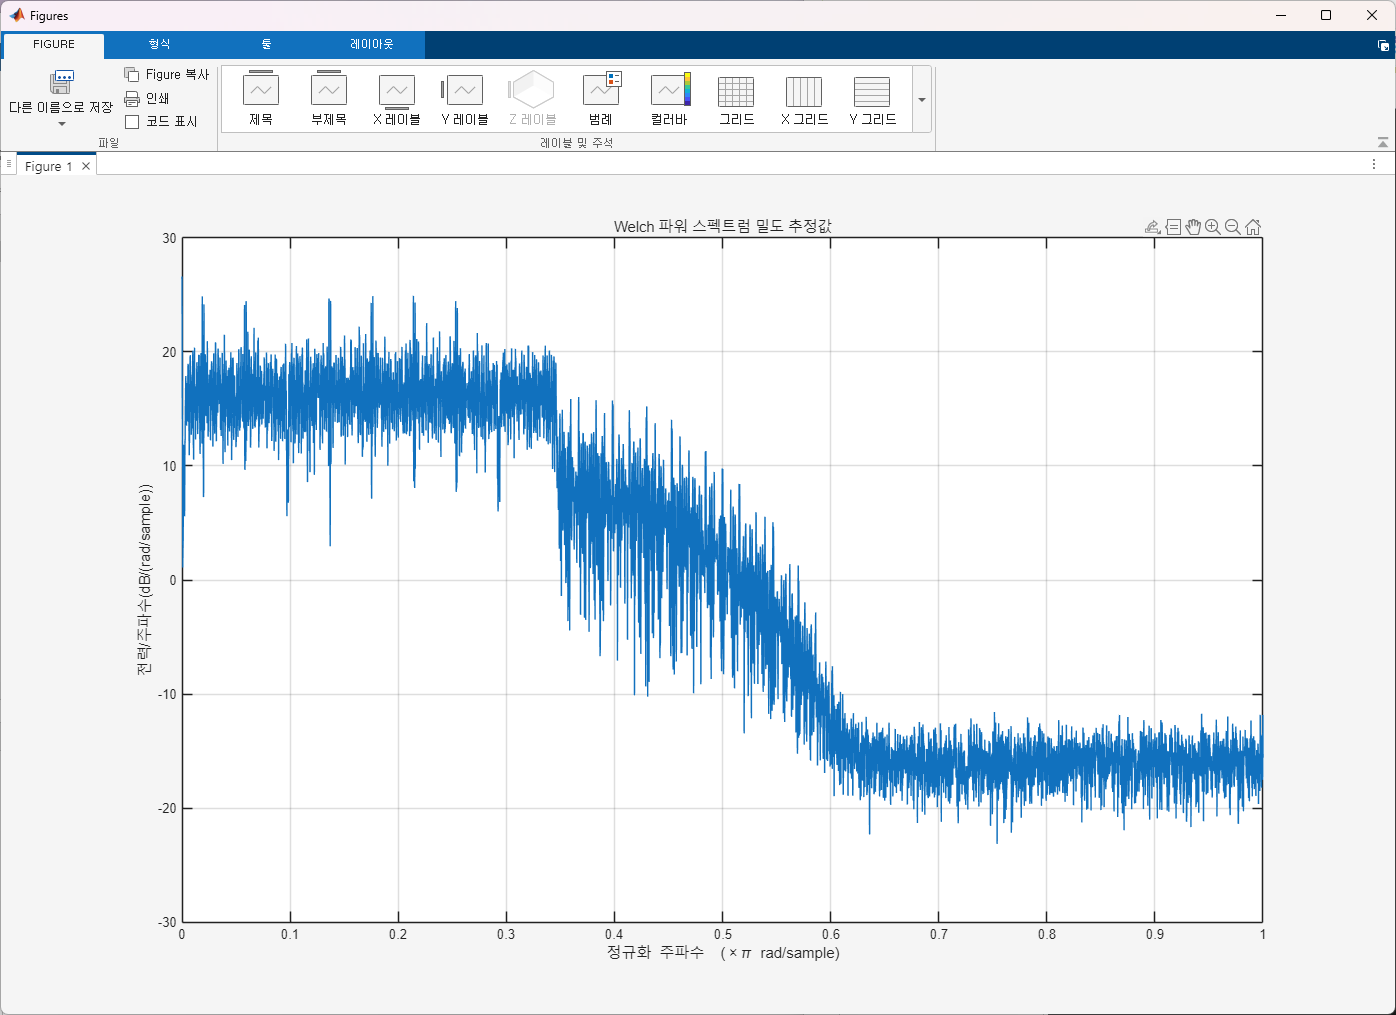 Figures
FIGURE 형식 툴 레이아웃
다른 이름으로 저장
Figure 복사
인쇄
코드 표시
파일
제목 부제목 X 레이블 Y 레이블 Z 레이블 범례 컬러바 그리드 X 그리드 Y 그리드
레이블 및 주석
Figure 1
Welch 파워 스펙트럼 밀도 추정값
30
20
10
0
-10
-20
-30
전력/주파수(dB/(rad/sample))
0 0.1 0.2 0.3 0.4 0.5 0.6 0.7 0.8 0.9 1
정규화 주파수 (×π rad/sample)